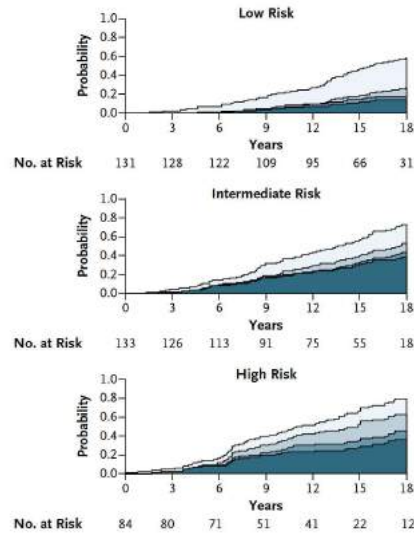 Low Risk
Probability
1.0
0.8
0.6
0.4
0.2
0.0
0 3 6 9 12 15 18
Years
No. at Risk 131 128 122 109 95 66 31
Intermediate Risk
Probability
1.0
0.8
0.6
0.4
0.2
0.0
0 3 6 9 12 15 18
Years
No. at Risk 133 126 113 91 75 55 18
High Risk
Probability
1.0
0.8
0.6
0.4
0.2
0.0
0 3 6 9 12 15 18
Years
No. at Risk 84 80 71 51 41 22 12